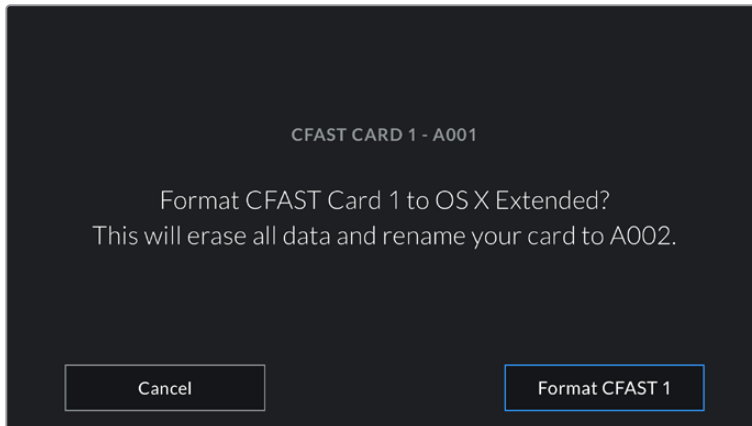 CFAST CARD 1 - A001
Format CFAST Card 1 to OS X Extended?
This will erase all data and rename your card to A002.
Cancel
Format CFAST 1